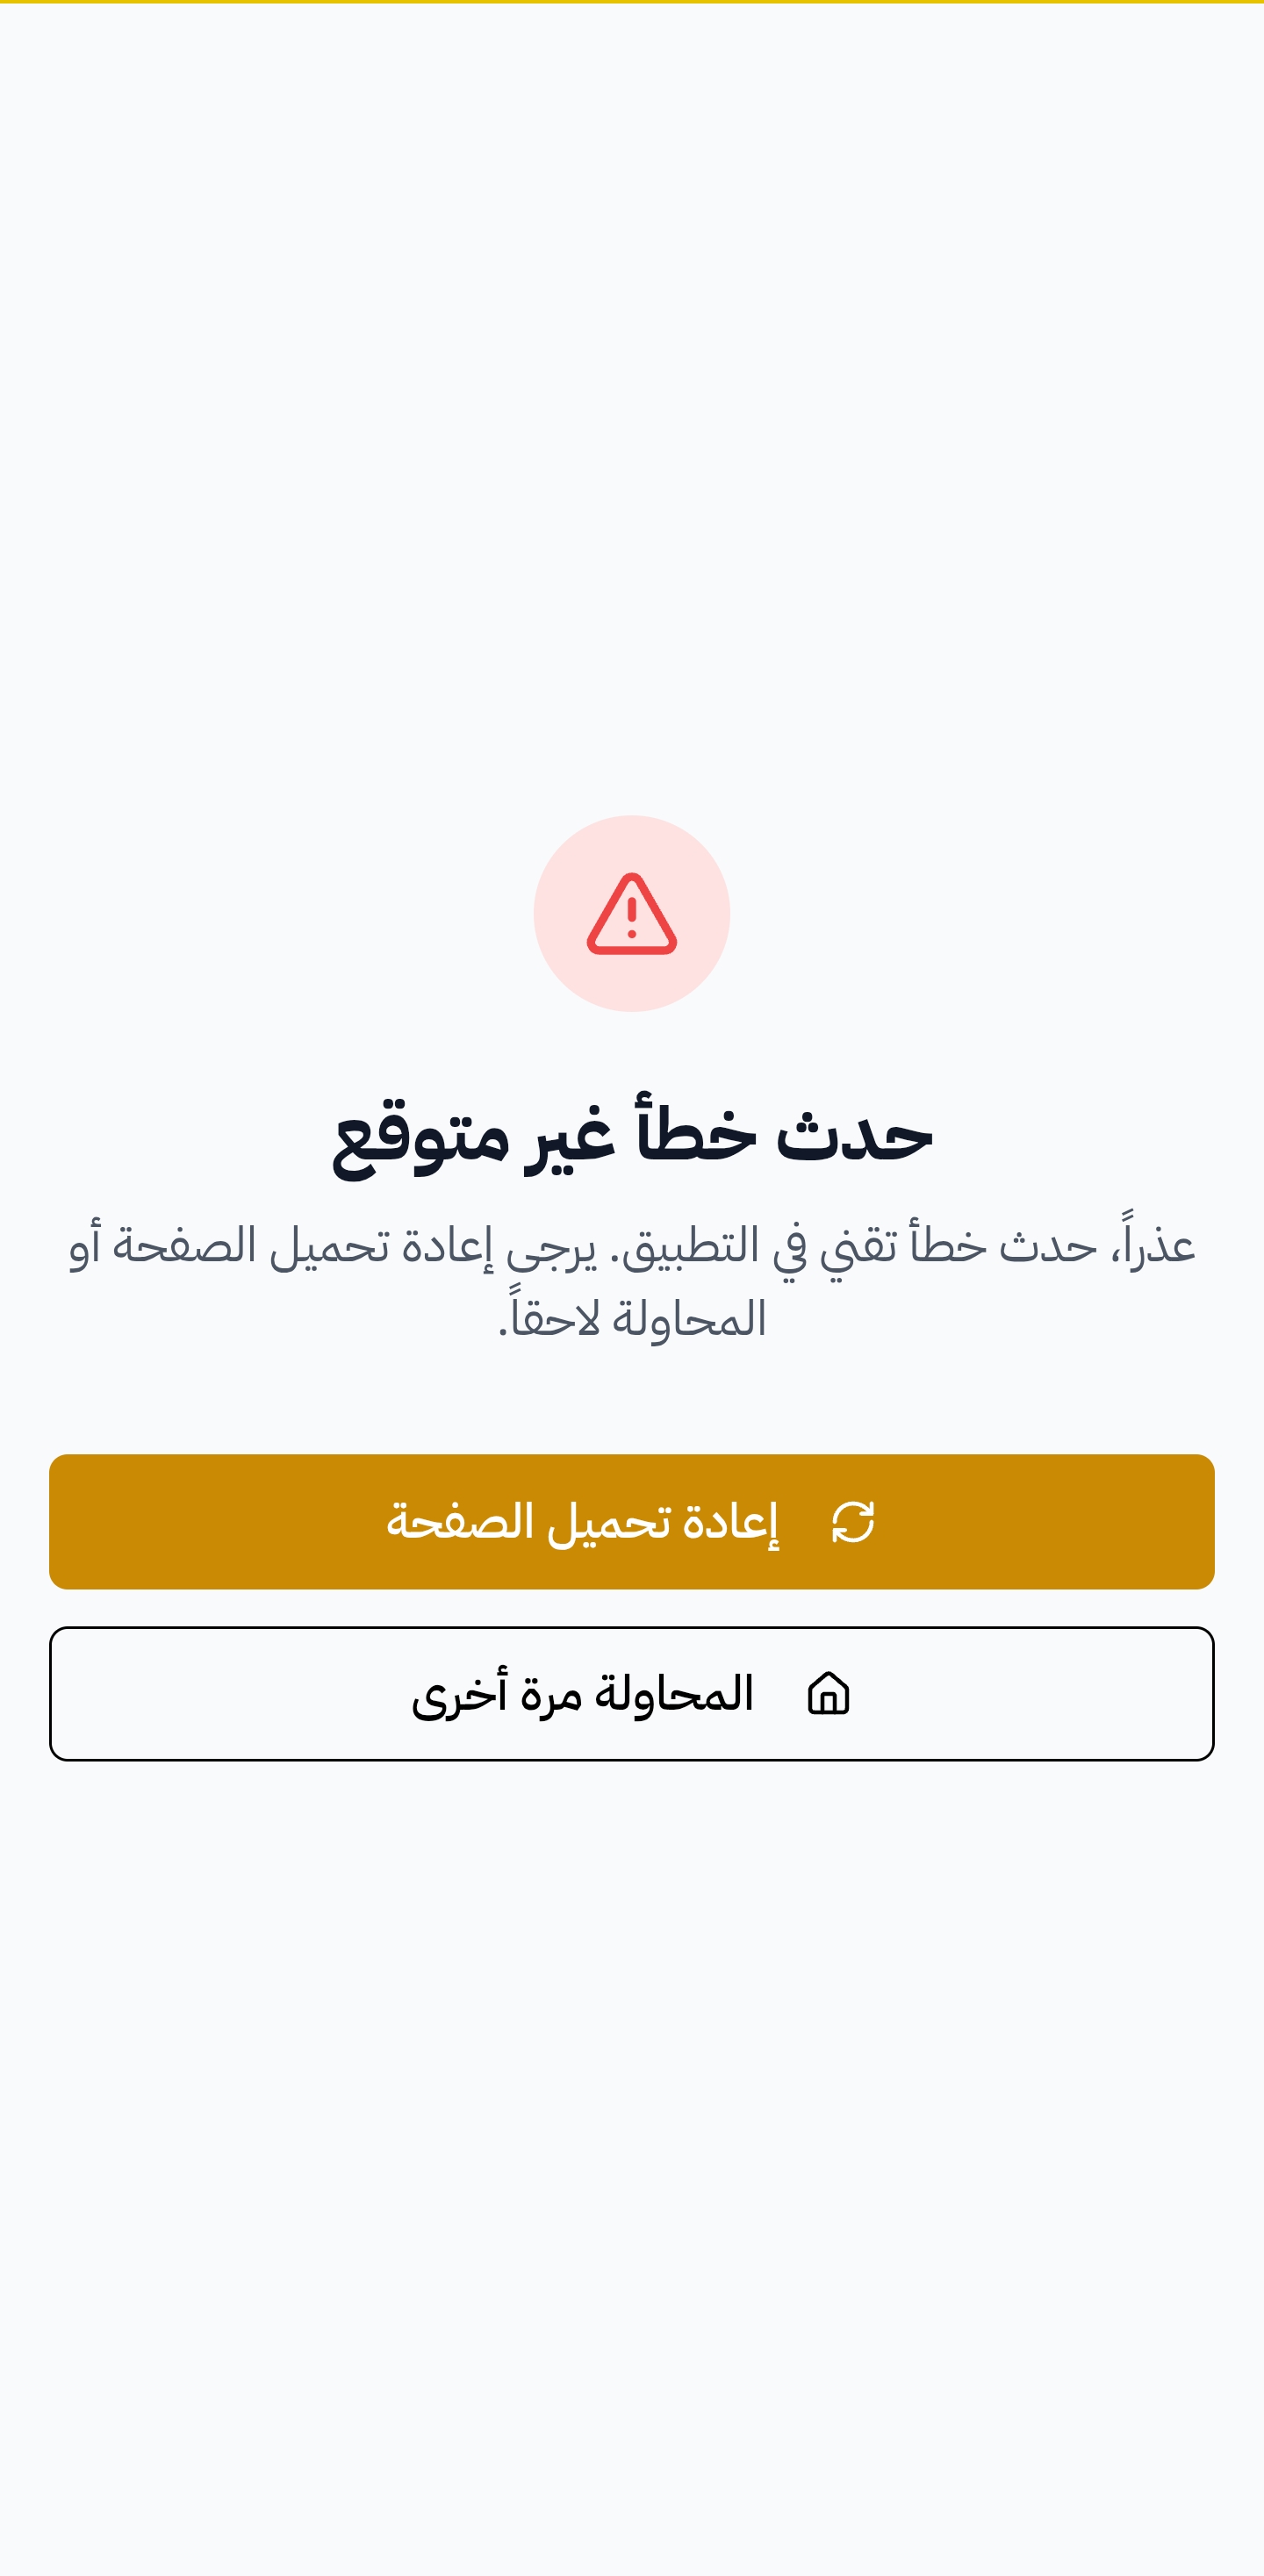 حدث خطأ غير متوقع
عذراً، حدث خطأ تقني في التطبيق. يرجى إعادة تحميل الصفحة أو
المحاولة لاحقاً.
إعادة تحميل الصفحة
المحاولة مرة أخرى